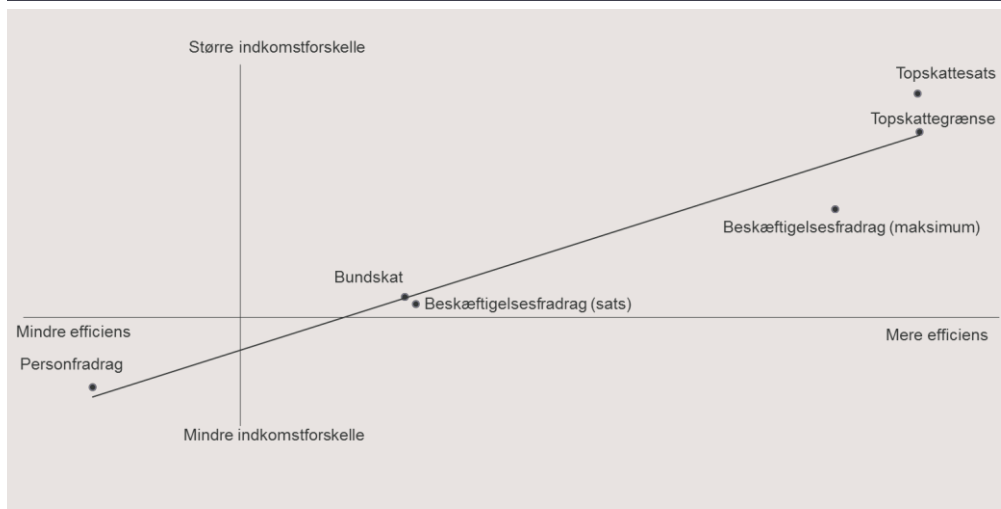 Større indkomstforskelle
Topskattesats
Topskattegrænse
Beskæftigelsesfradrag (maksimum)
Bundskat
Beskæftigelsesfradrag (sats)
Mindre efficiens
Mere efficiens
Personfradrag
Mindre indkomstforskelle